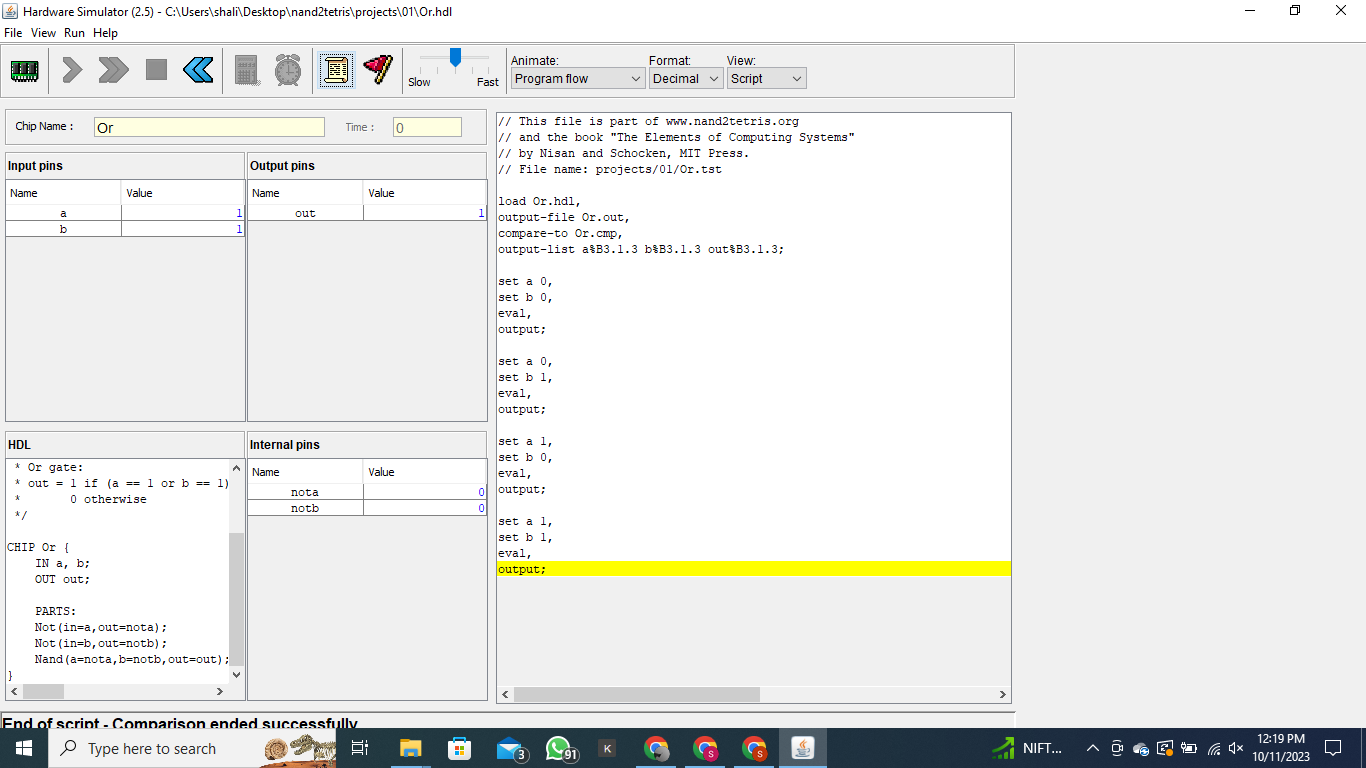 Hardware Simulator (2.5) - C:\Users\shali\Desktop\nand2tetris\projects\01\Or.hdl
File View Run Help
Slow Fast
Animate: Format: View:
Program flow Decimal Script
Chip Name : Or Time : 0
Input pins
Name Value
a 1
b 1
Output pins
Name Value
out 1
HDL
* Or gate:
* out = 1 if (a == 1 or b == 1)
* 0 otherwise
*/
CHIP Or {
IN a, b;
OUT out;
PARTS:
Not(in=a,out=nota);
Not(in=b,out=notb);
Nand(a=nota,b=notb,out=out);
}
Internal pins
Name Value
nota 0
notb 0
// This file is part of www.nand2tetris.org
// and the book "The Elements of Computing Systems"
// by Nisan and Schocken, MIT Press.
// File name: projects/01/Or.tst
load Or.hdl,
output-file Or.out,
compare-to Or.cmp,
output-list a%B3.1.3 b%B3.1.3 out%B3.1.3;
set a 0,
set b 0,
eval,
output;
set a 0,
set b 1,
eval,
output;
set a 1,
set b 0,
eval,
output;
set a 1,
set b 1,
eval,
output;
End of script - Comparison ended successfully
Type here to search
3
91
K
S
S
NIFT...
12:19 PM
10/11/2023